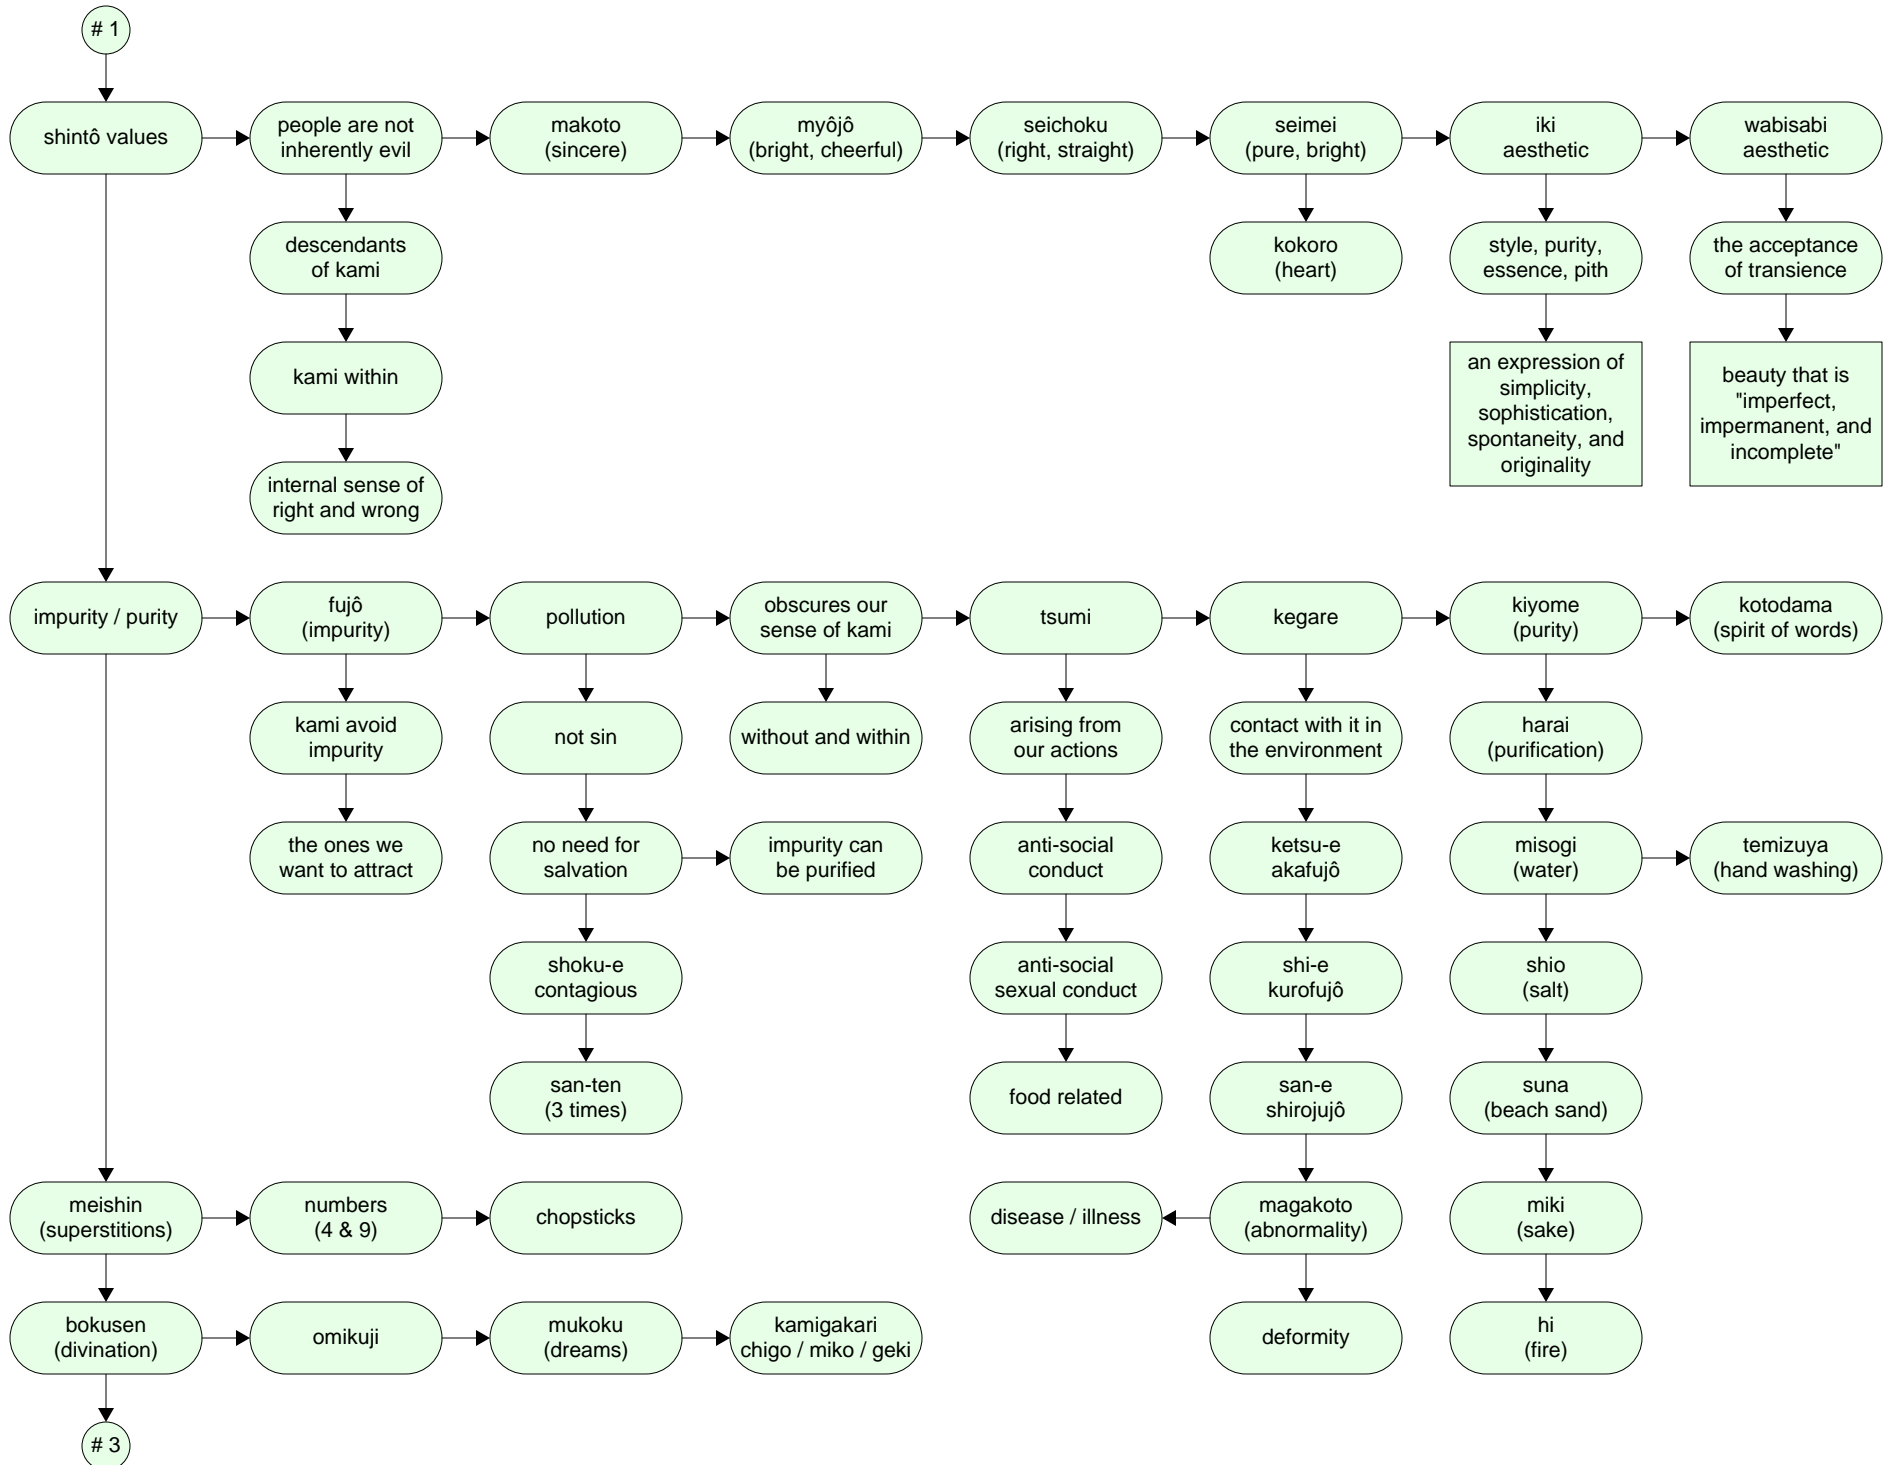 # 1
shintô values
people are not
inherently evil
makoto
(sincere)
myôjô
(bright, cheerful)
seichoku
(right, straight)
seimei
(pure, bright)
iki
aesthetic
wabisabi
aesthetic
descendants
of kami
kokoro
(heart)
style, purity,
essence, pith
the acceptance
of transience
kami within
an expression of
simplicity,
sophistication,
spontaneity, and
originality
beauty that is
"imperfect,
impermanent, and
incomplete"
internal sense of
right and wrong
impurity / purity
fujô
(impurity)
pollution
obscures our
sense of kami
tsumi
kegare
kiyome
(purity)
kotodama
(spirit of words)
kami avoid
impurity
not sin
without and within
arising from
our actions
contact with it in
the environment
harai
(purification)
the ones we
want to attract
no need for
salvation
impurity can
be purified
anti-social
conduct
ketsu-e
akafujô
misogi
(water)
temizuya
(hand washing)
shoku-e
contagious
anti-social
sexual conduct
shi-e
kurofujô
shio
(salt)
san-ten
(3 times)
food related
san-e
shirojujô
suna
(beach sand)
meishin
(superstitions)
numbers
(4 & 9)
chopsticks
disease / illness
magakoto
(abnormality)
miki
(sake)
bokusen
(divination)
omikuji
mukoku
(dreams)
kamigakari
chigo / miko / geki
deformity
hi
(fire)
# 3